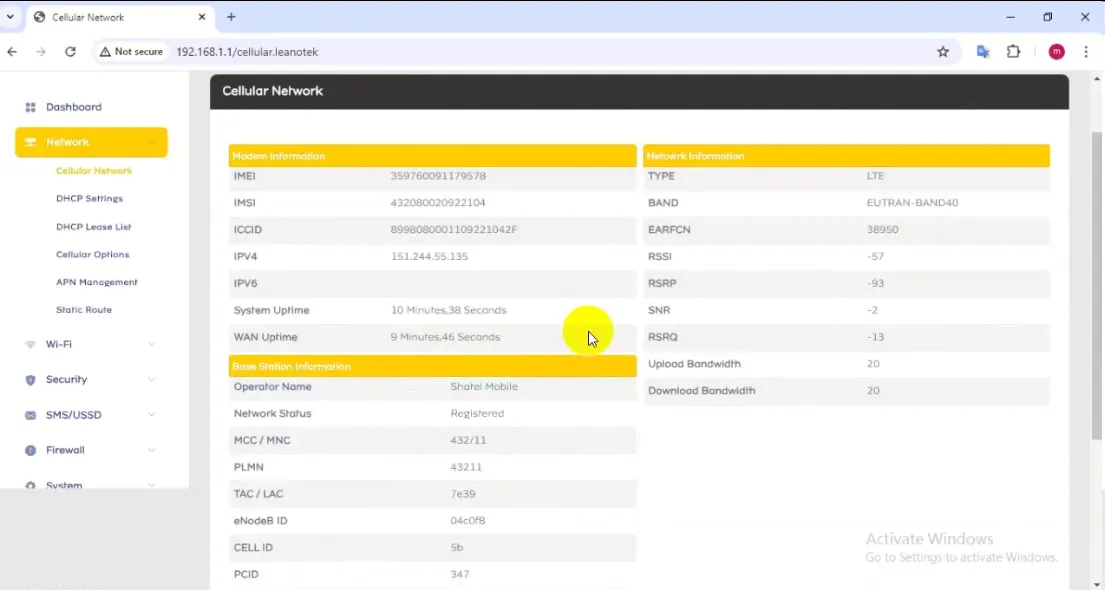 Cellular Network
Not secure
192.168.1.1/cellular.leanotek
m
Dashboard
Network
Cellular Network
DHCP Settings
DHCP Lease List
Cellular Options
APN Management
Static Route
Wi-Fi
Security
SMS/USSD
Firewall
System
Cellular Network
Modem Information
IMEI 359760091179578
IMSI 432080020922104
ICCID 8998080001109221042F
IPV4 151.244.55.135
IPV6
System Uptime 10 Minutes,38 Seconds
WAN Uptime 9 Minutes,46 Seconds
Base Station Information
Operator Name Shatel Mobile
Network Status Registered
MCC / MNC 432/11
PLMN 43211
TAC / LAC 7e39
eNodeB ID 04c0f8
CELL ID 5b
PCID 347
Netowrk Information
TYPE LTE
BAND EUTRAN-BAND40
EARFCN 38950
RSSI -57
RSRP -93
SNR -2
RSRQ -13
Upload Bandwidth 20
Download Bandwidth 20
Activate Windows
Go to Settings to activate Windows.